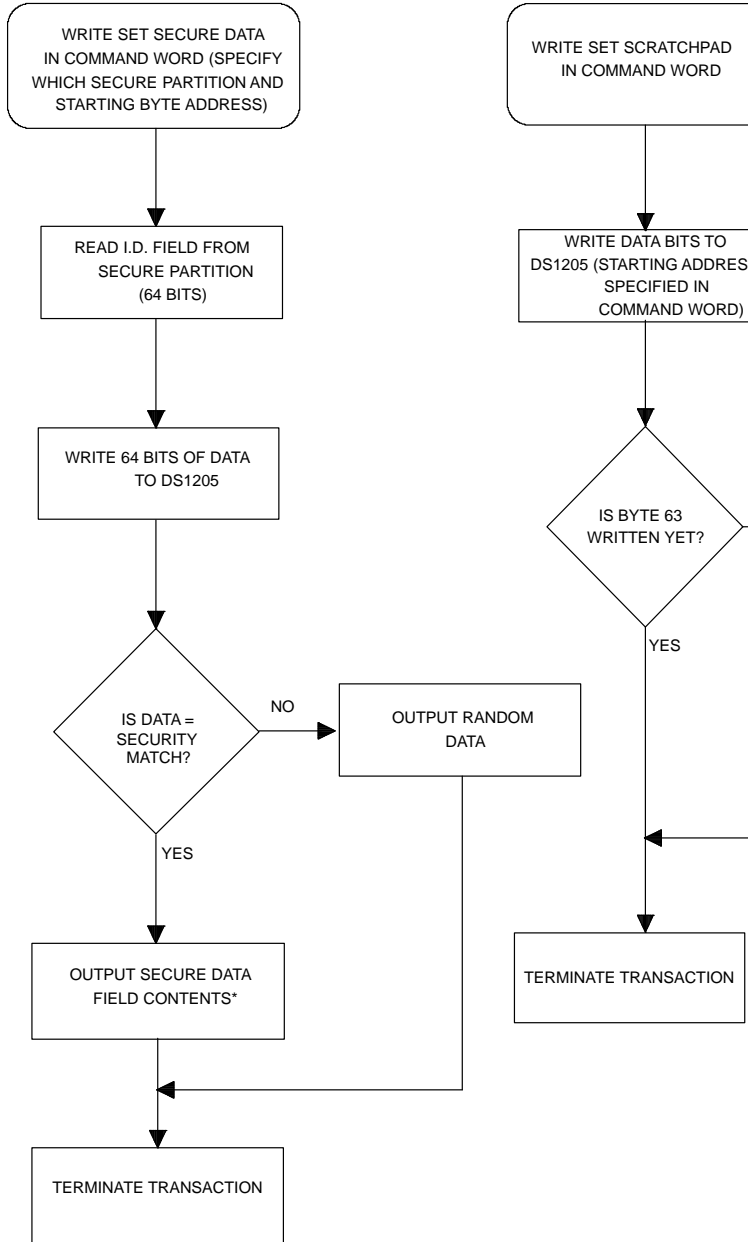 WRITE SET SECURE DATA
IN COMMAND WORD (SPECIFY
WHICH SECURE PARTITION AND
STARTING BYTE ADDRESS)
READ I.D. FIELD FROM
SECURE PARTITION
(64 BITS)
WRITE 64 BITS OF DATA
TO DS1205
IS DATA =
SECURITY
MATCH?
NO
OUTPUT RANDOM
DATA
YES
OUTPUT SECURE DATA
FIELD CONTENTS*
TERMINATE TRANSACTION
WRITE SET SCRATCHPAD
IN COMMAND WORD
WRITE DATA BITS TO
DS1205 (STARTING ADDRES
SPECIFIED IN
COMMAND WORD)
IS BYTE 63
WRITTEN YET?
YES
TERMINATE TRANSACTION